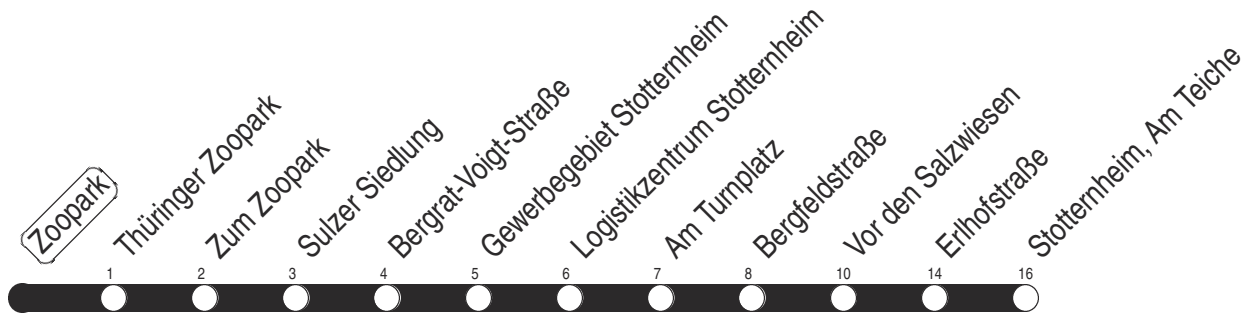 Zoopark
Thüringer Zoopark
Zum Zoopark
Sulzer Siedlung
Bergrat-Voigt-Straße
Gewerbegebiet Stotternheim
Logistikzentrum Stotternheim
Am Turnplatz
Bergfeldstraße
Vor den Salzwiesen
Erlhofstraße
Stotternheim, Am Teiche
1 2 3 4 5 6 7 8 10 14 16